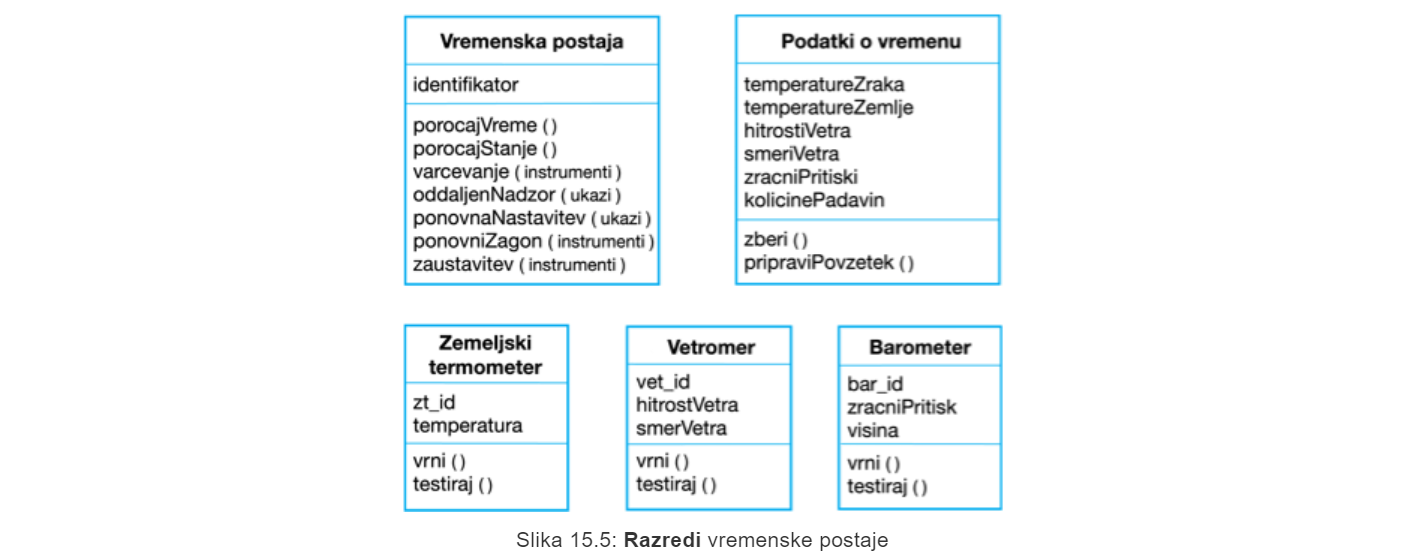 Vremenska postaja
identifikator
porocajVreme ( )
porocajStanje ( )
varcevanje ( instrumenti )
oddaljenNadzor ( ukazi )
ponovnaNastavitev ( ukazi )
ponovniZagon ( instrumenti )
zaustavitev ( instrumenti )
Podatki o vremenu
temperatureZraka
temperatureZemlje
hitrostiVetra
smeriVetra
zracniPritiski
kolicinePadavin
zberi ( )
pripraviPovzetek ( )
Zemeljski
termometer
zt_id
temperatura
vrni ( )
testiraj ( )
Vetromer
vet_id
hitrostVetra
smerVetra
vrni ( )
testiraj ( )
Barometer
bar_id
zracniPritisk
visina
vrni ( )
testiraj ( )
Slika 15.5: Razredi vremenske postaje